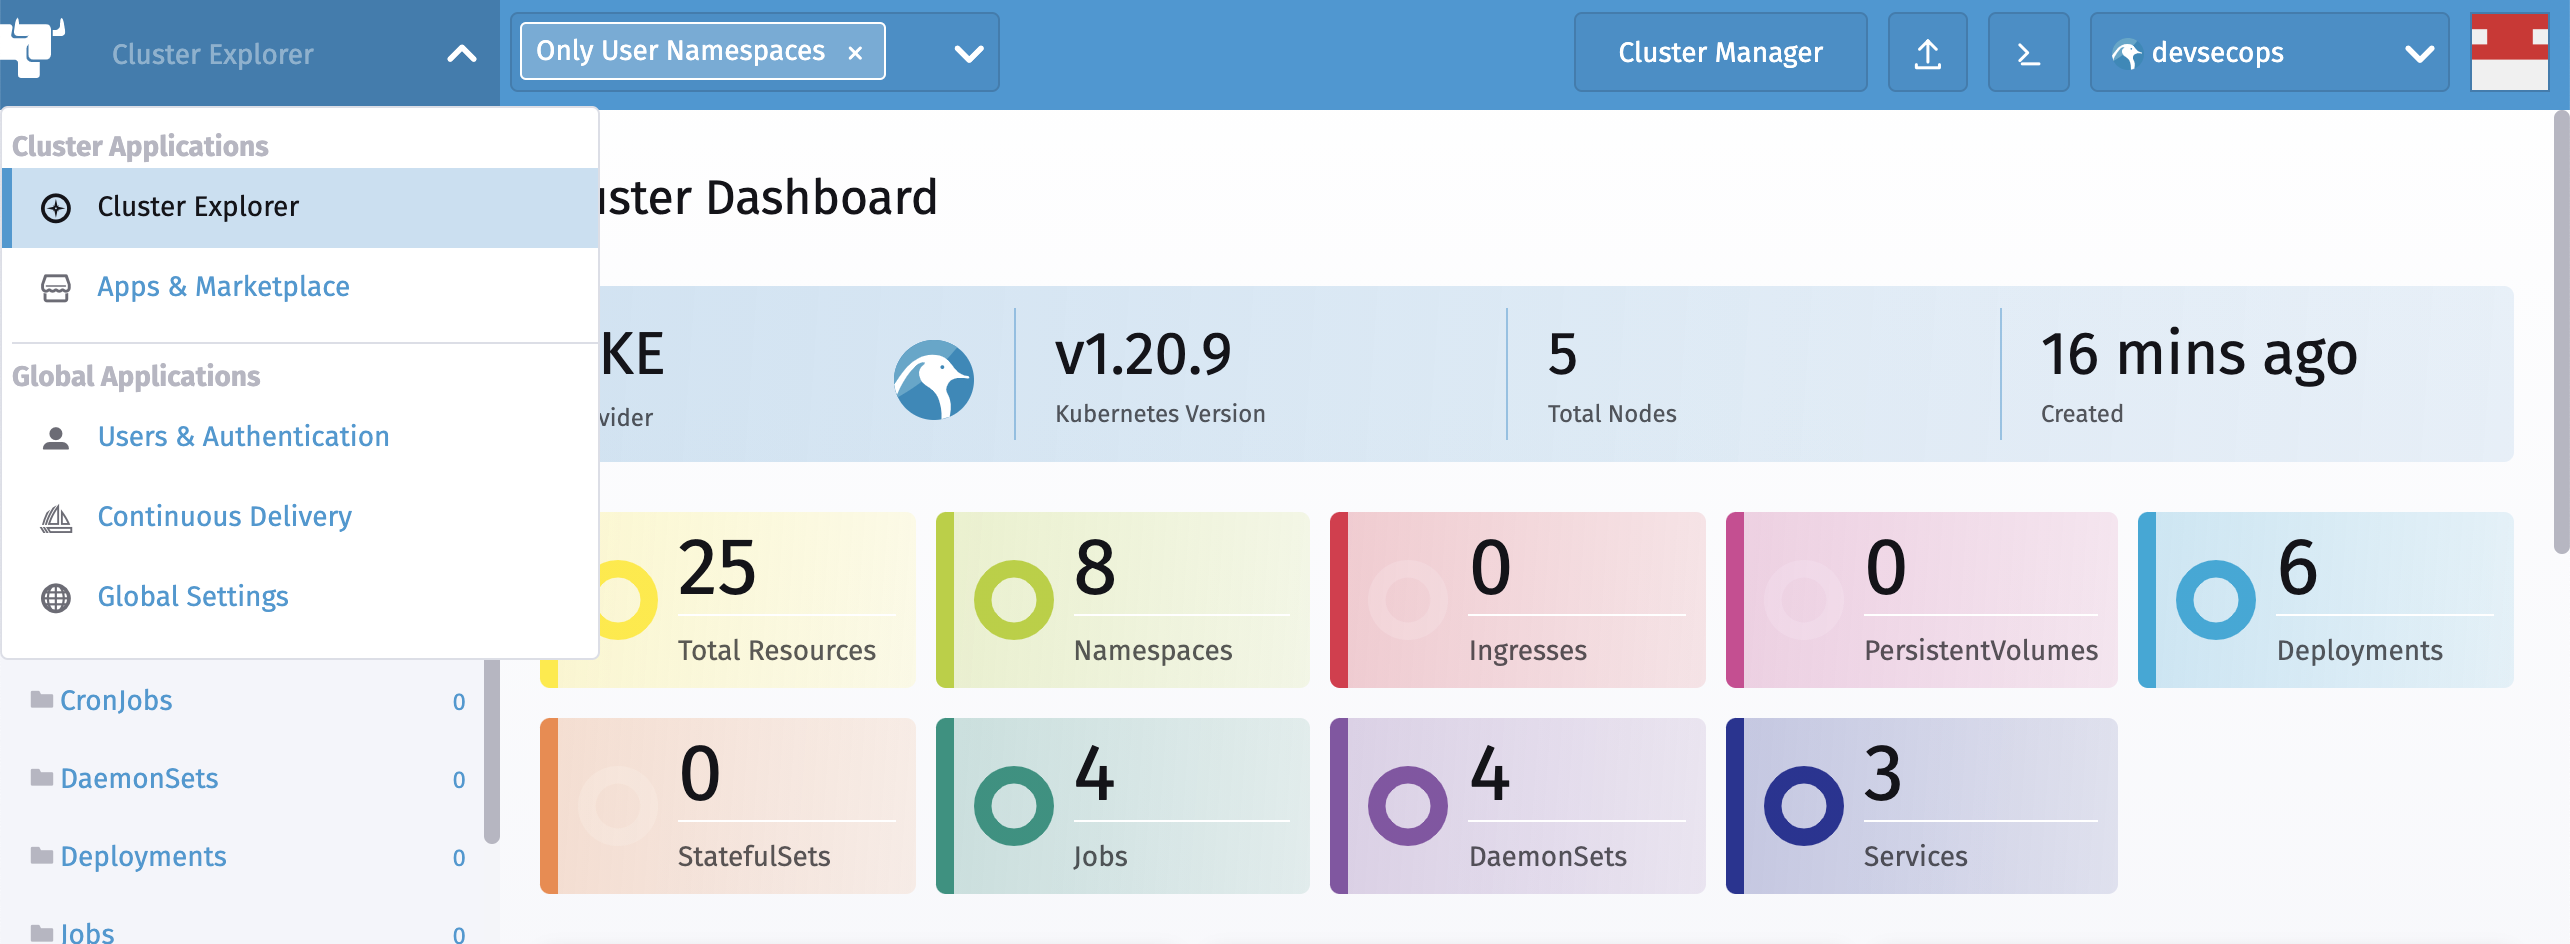 Cluster Explorer
Only User Namespaces ×
Cluster Manager
devsecops
Cluster Applications
Cluster Explorer
Apps & Marketplace
Global Applications
Users & Authentication
Continuous Delivery
Global Settings
CronJobs 0
DaemonSets 0
Deployments 0
Jobs 0
uster Dashboard
KE
vider
v1.20.9
Kubernetes Version
5
Total Nodes
16 mins ago
Created
25
Total Resources
8
Namespaces
0
Ingresses
0
PersistentVolumes
6
Deployments
0
StatefulSets
4
Jobs
4
DaemonSets
3
Services